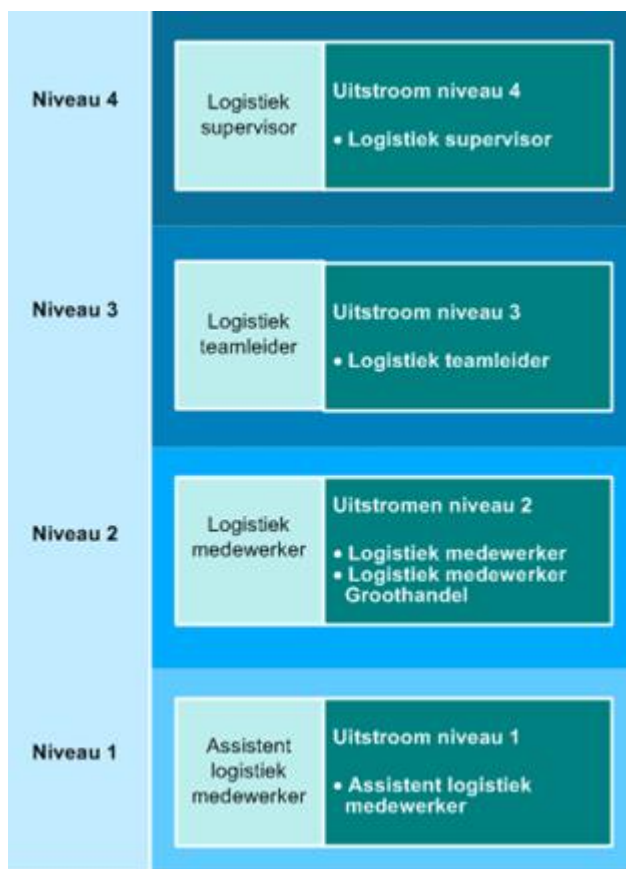 Niveau 4
Logistiek
supervisor
Uitstroom niveau 4
• Logistiek supervisor
Niveau 3
Logistiek
teamleider
Uitstroom niveau 3
• Logistiek teamleider
Niveau 2
Logistiek
medewerker
Uitstromen niveau 2
• Logistiek medewerker
• Logistiek medewerker
Groothandel
Niveau 1
Assistent
logistiek
medewerker
Uitstroom niveau 1
• Assistent logistiek
medewerker